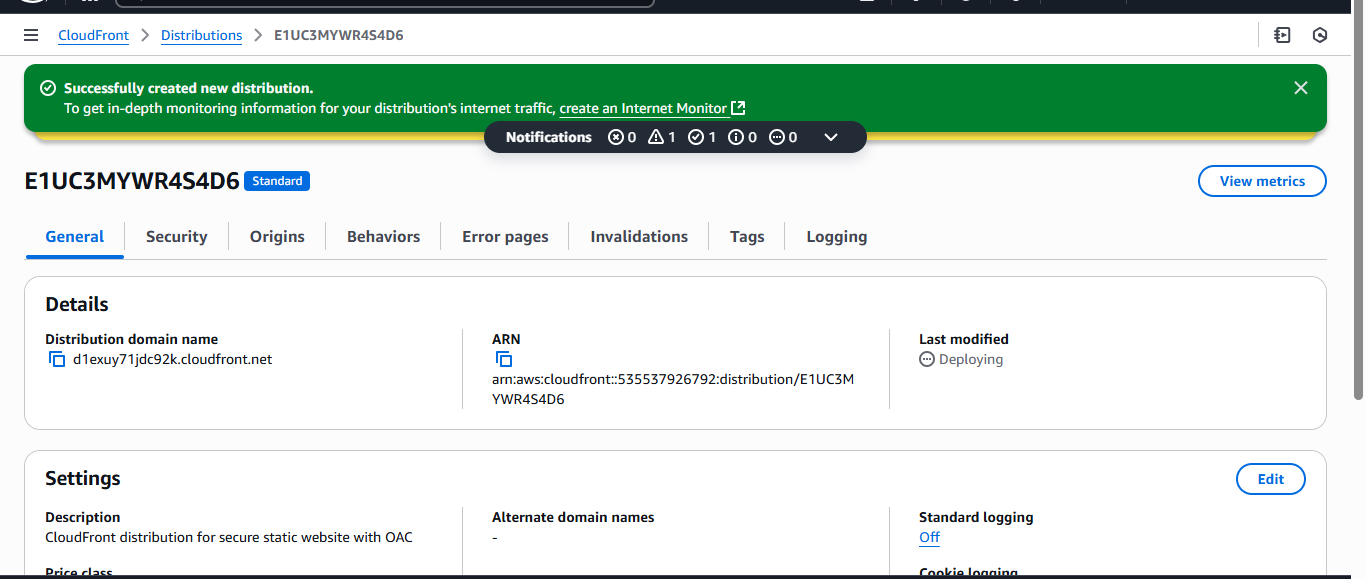 CloudFront > Distributions > E1UC3MYWR4S4D6
Successfully created new distribution.
To get in-depth monitoring information for your distribution's internet traffic, create an Internet Monitor
Notifications 0 1 1 0 0
E1UC3MYWR4S4D6 Standard View metrics
General Security Origins Behaviors Error pages Invalidations Tags Logging
Details
Distribution domain name
d1exuy71jdc92k.cloudfront.net
ARN
arn:aws:cloudfront::535537926792:distribution/E1UC3M
YWR4S4D6
Last modified
Deploying
Settings
Edit
Description
CloudFront distribution for secure static website with OAC
Alternate domain names
-
Standard logging
Off
Price class
Cookie logging